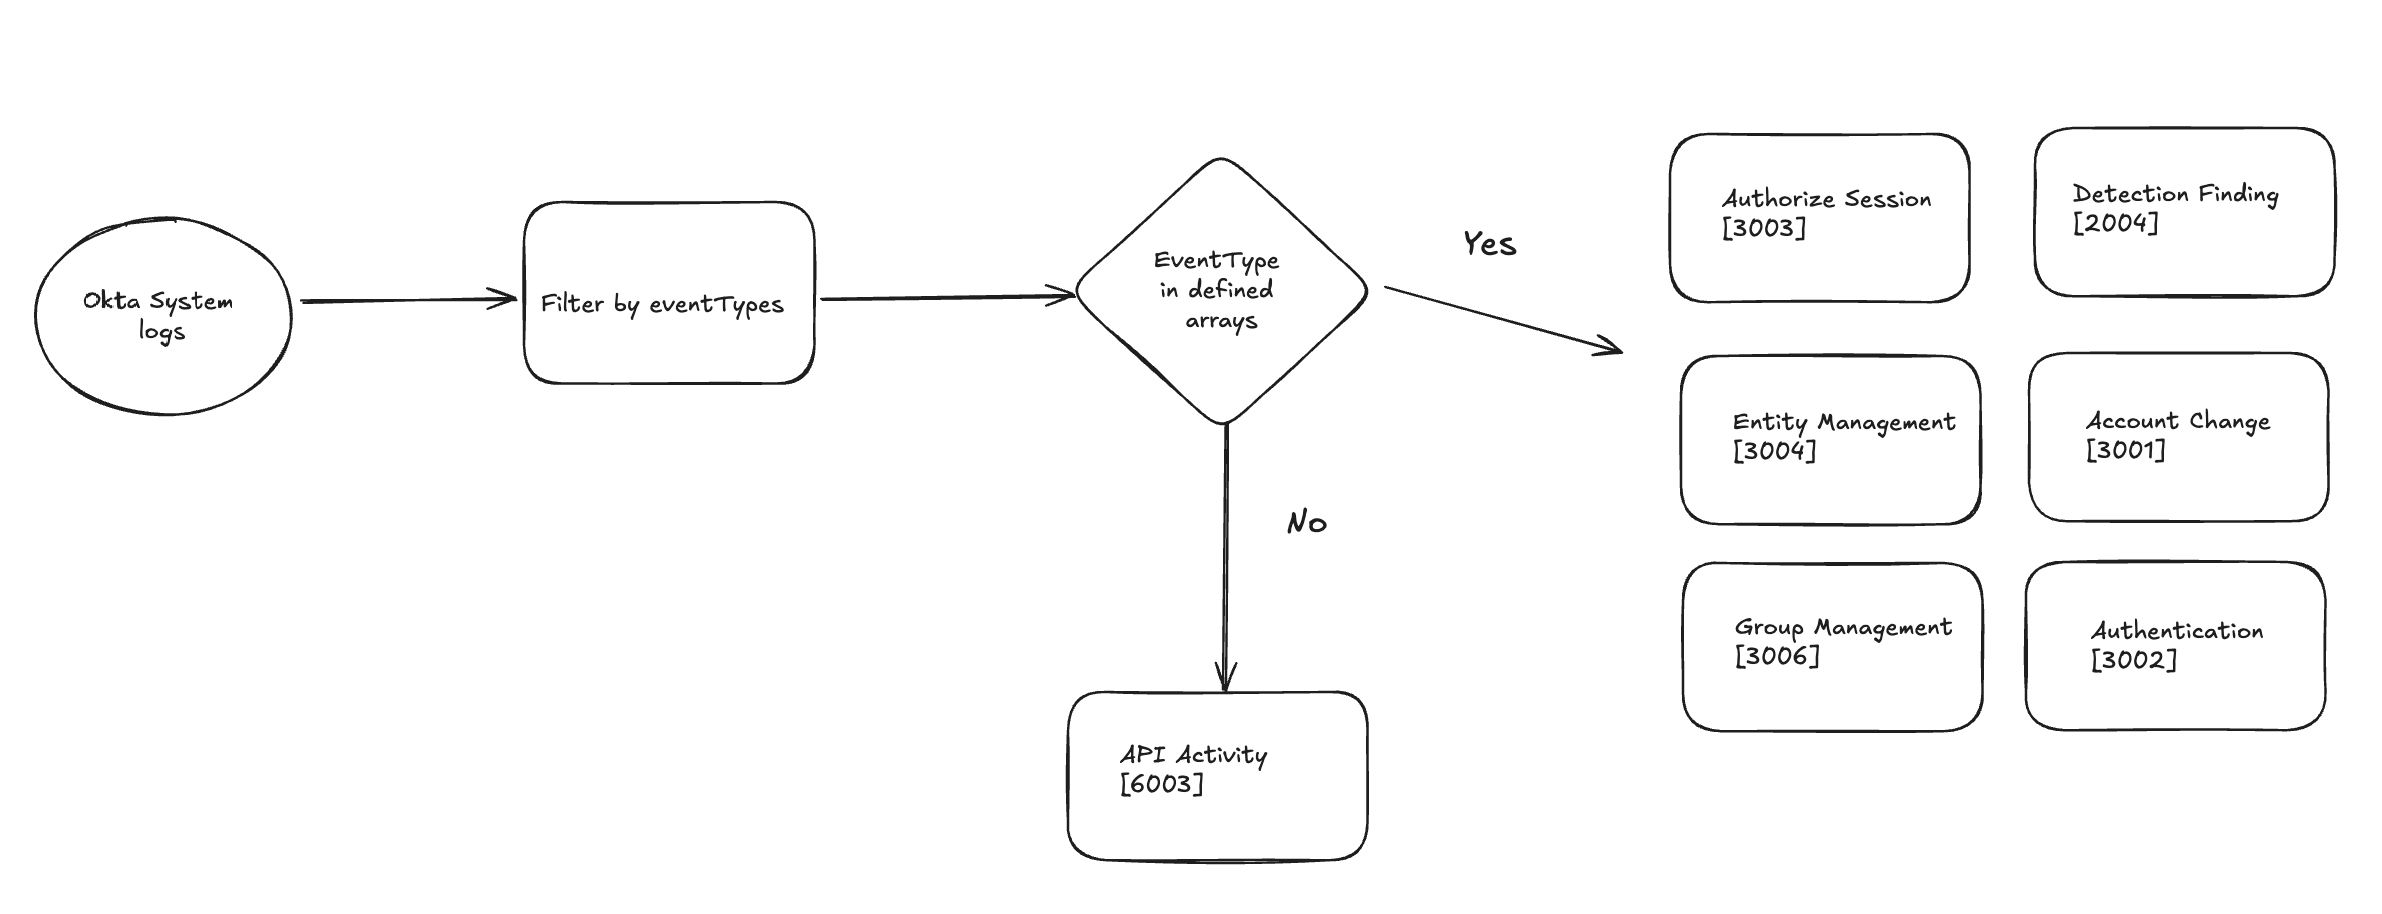 Okta System
logs
Filter by eventTypes
EventType
in defined
arrays
Yes
No
API Activity
[6003]
Authorize Session
[3003]
Detection Finding
[2004]
Entity Management
[3004]
Account Change
[3001]
Group Management
[3006]
Authentication
[3002]